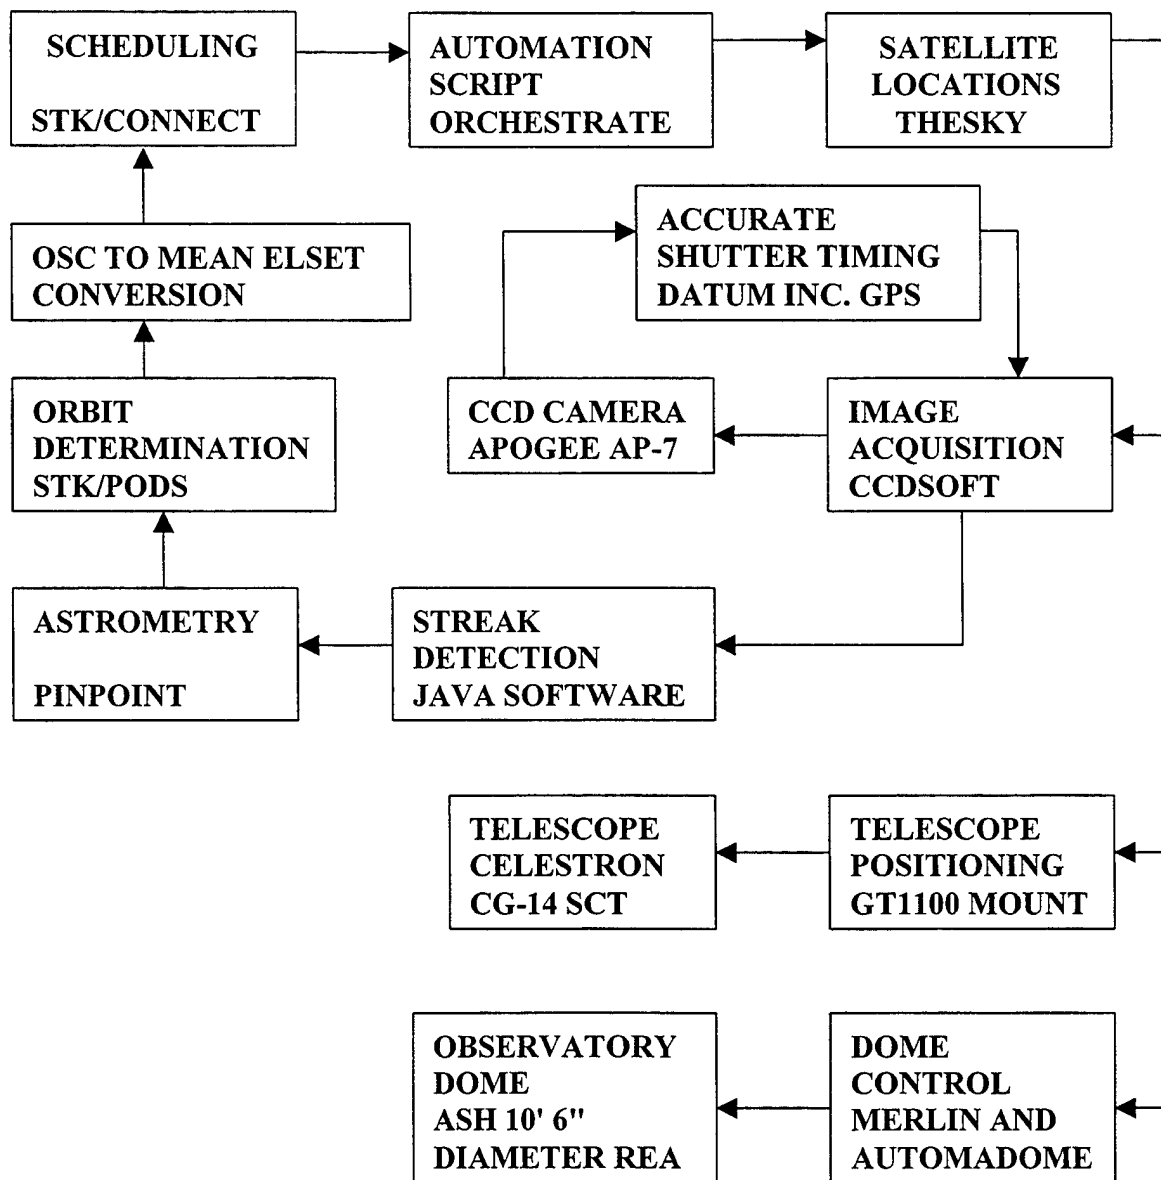 SCHEDULING
STK/CONNECT
AUTOMATION
SCRIPT
ORCHESTRATE
SATELLITE
LOCATIONS
THESKY
ACCURATE
SHUTTER TIMING
DATUM INC. GPS
OSC TO MEAN ELSET
CONVERSION
ORBIT
DETERMINATION
STK/PODS
CCD CAMERA
APOGEE AP-7
IMAGE
ACQUISITION
CCDSOFT
ASTROMETRY
PINPOINT
STREAK
DETECTION
JAVA SOFTWARE
TELESCOPE
CELESTRON
CG-14 SCT
TELESCOPE
POSITIONING
GT1100 MOUNT
OBSERVATORY
DOME
ASH 10' 6"
DIAMETER REA
DOME
CONTROL
MERLIN AND
AUTOMADOME